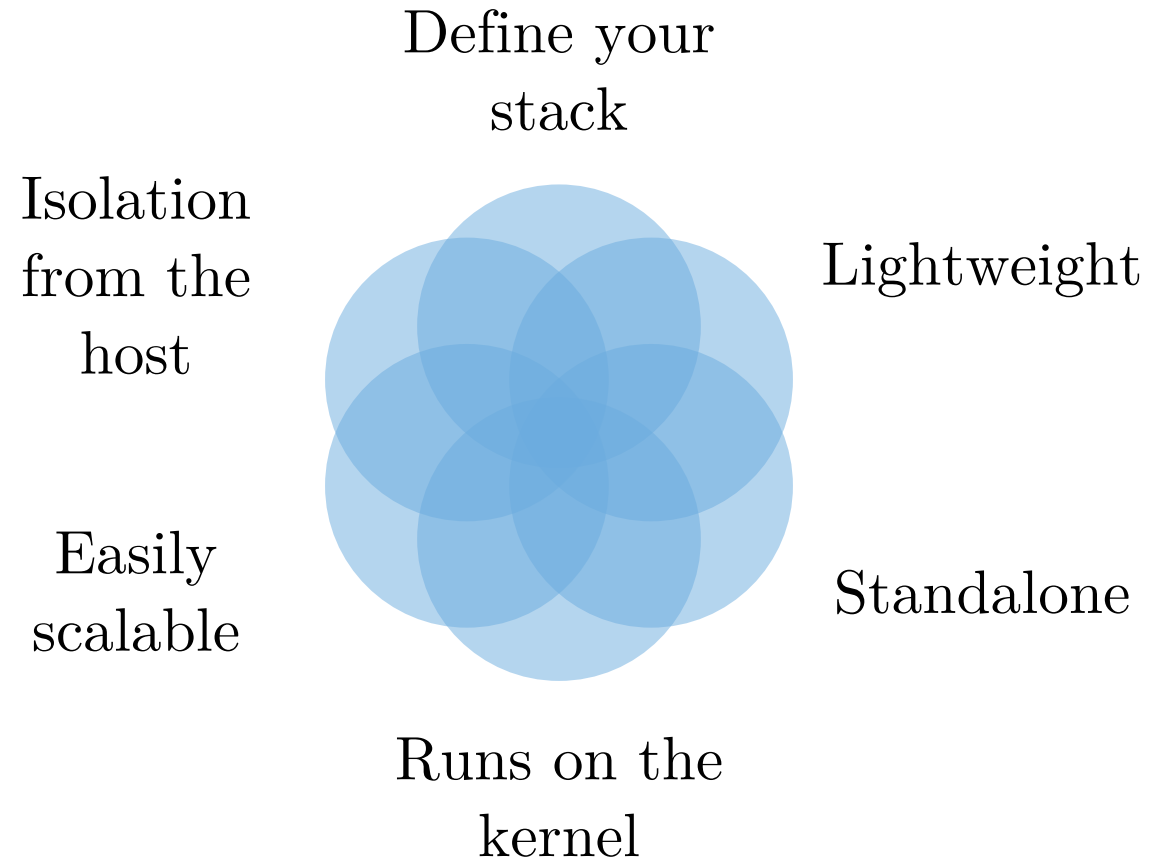 Define your
stack
Isolation
from the
host
Lightweight
Easily
scalable
Standalone
Runs on the
kernel